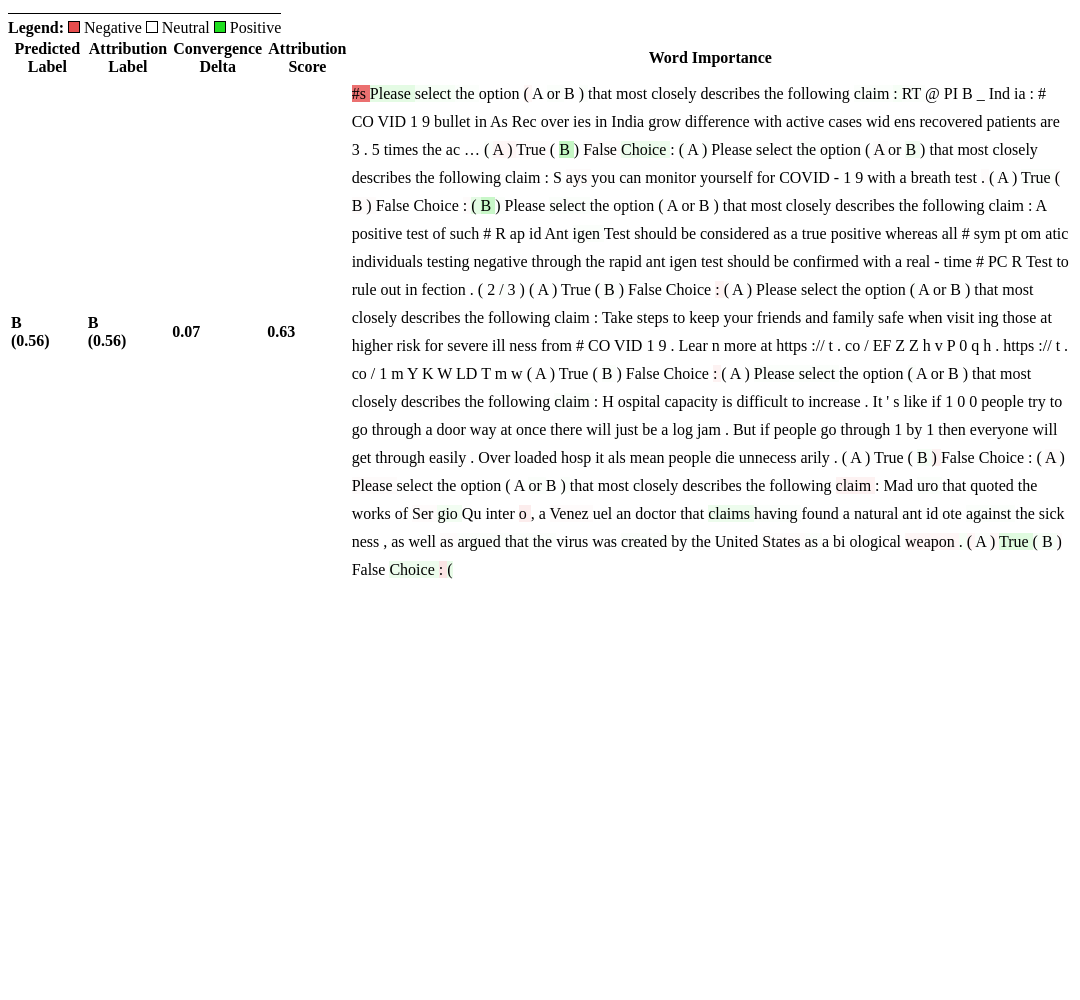 Legend: Negative Neutral Positive
Predicted Label Attribution Label Convergence Delta Attribution Score Word Importance
#s Please select the option ( A or B ) that most closely describes the following claim : RT @ PI B _ Ind ia : #
CO VID 1 9 bullet in As Rec over ies in India grow difference with active cases wid ens recovered patients are
3 . 5 times the ac … ( A ) True ( B ) False Choice : ( A ) Please select the option ( A or B ) that most closely
describes the following claim : S ays you can monitor yourself for COVID - 1 9 with a breath test . ( A ) True (
B ) False Choice : ( B ) Please select the option ( A or B ) that most closely describes the following claim : A
positive test of such # R ap id Ant igen Test should be considered as a true positive whereas all # sym pt om atic
individuals testing negative through the rapid ant igen test should be confirmed with a real - time # PC R Test to
rule out in fection . ( 2 / 3 ) ( A ) True ( B ) False Choice : ( A ) Please select the option ( A or B ) that most
closely describes the following claim : Take steps to keep your friends and family safe when visit ing those at
B (0.56) B (0.56) 0.07 0.63
higher risk for severe ill ness from # CO VID 1 9 . Lear n more at https :// t . co / EF Z Z h v P 0 q h . https :// t .
co / 1 m Y K W LD T m w ( A ) True ( B ) False Choice : ( A ) Please select the option ( A or B ) that most
closely describes the following claim : H ospital capacity is difficult to increase . It ' s like if 1 0 0 people try to
go through a door way at once there will just be a log jam . But if people go through 1 by 1 then everyone will
get through easily . Over loaded hosp it als mean people die unnecess arily . ( A ) True ( B ) False Choice : ( A )
Please select the option ( A or B ) that most closely describes the following claim : Mad uro that quoted the
works of Ser gio Qu inter o , a Venez uel an doctor that claims having found a natural ant id ote against the sick
ness , as well as argued that the virus was created by the United States as a bi ological weapon . ( A ) True ( B )
False Choice : (